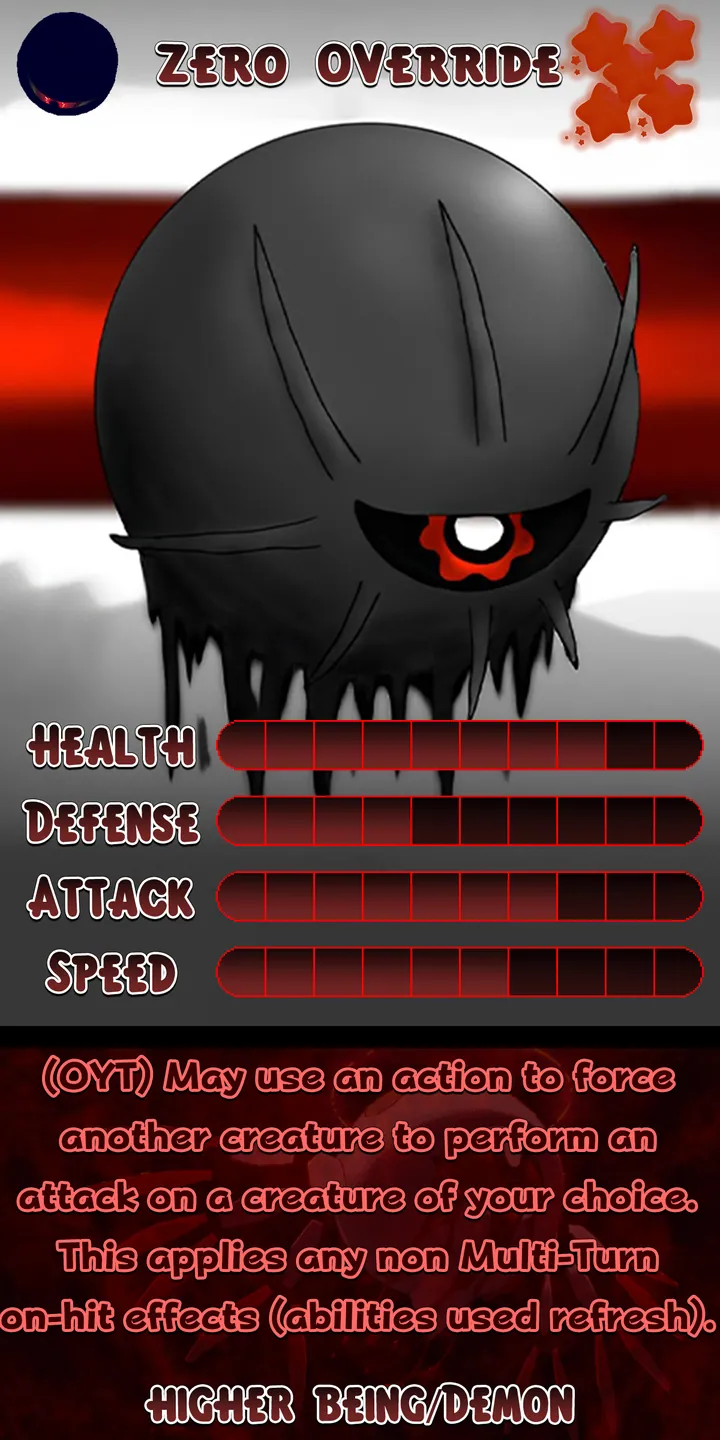 Zero Override
Health
Defense
Attack
Speed
(OYT) May use an action to force
another creature to perform an
attack on a creature of your choice.
This applies any non Multi-Turn
on-hit effects (abilities used refresh).
Higher Being/Demon